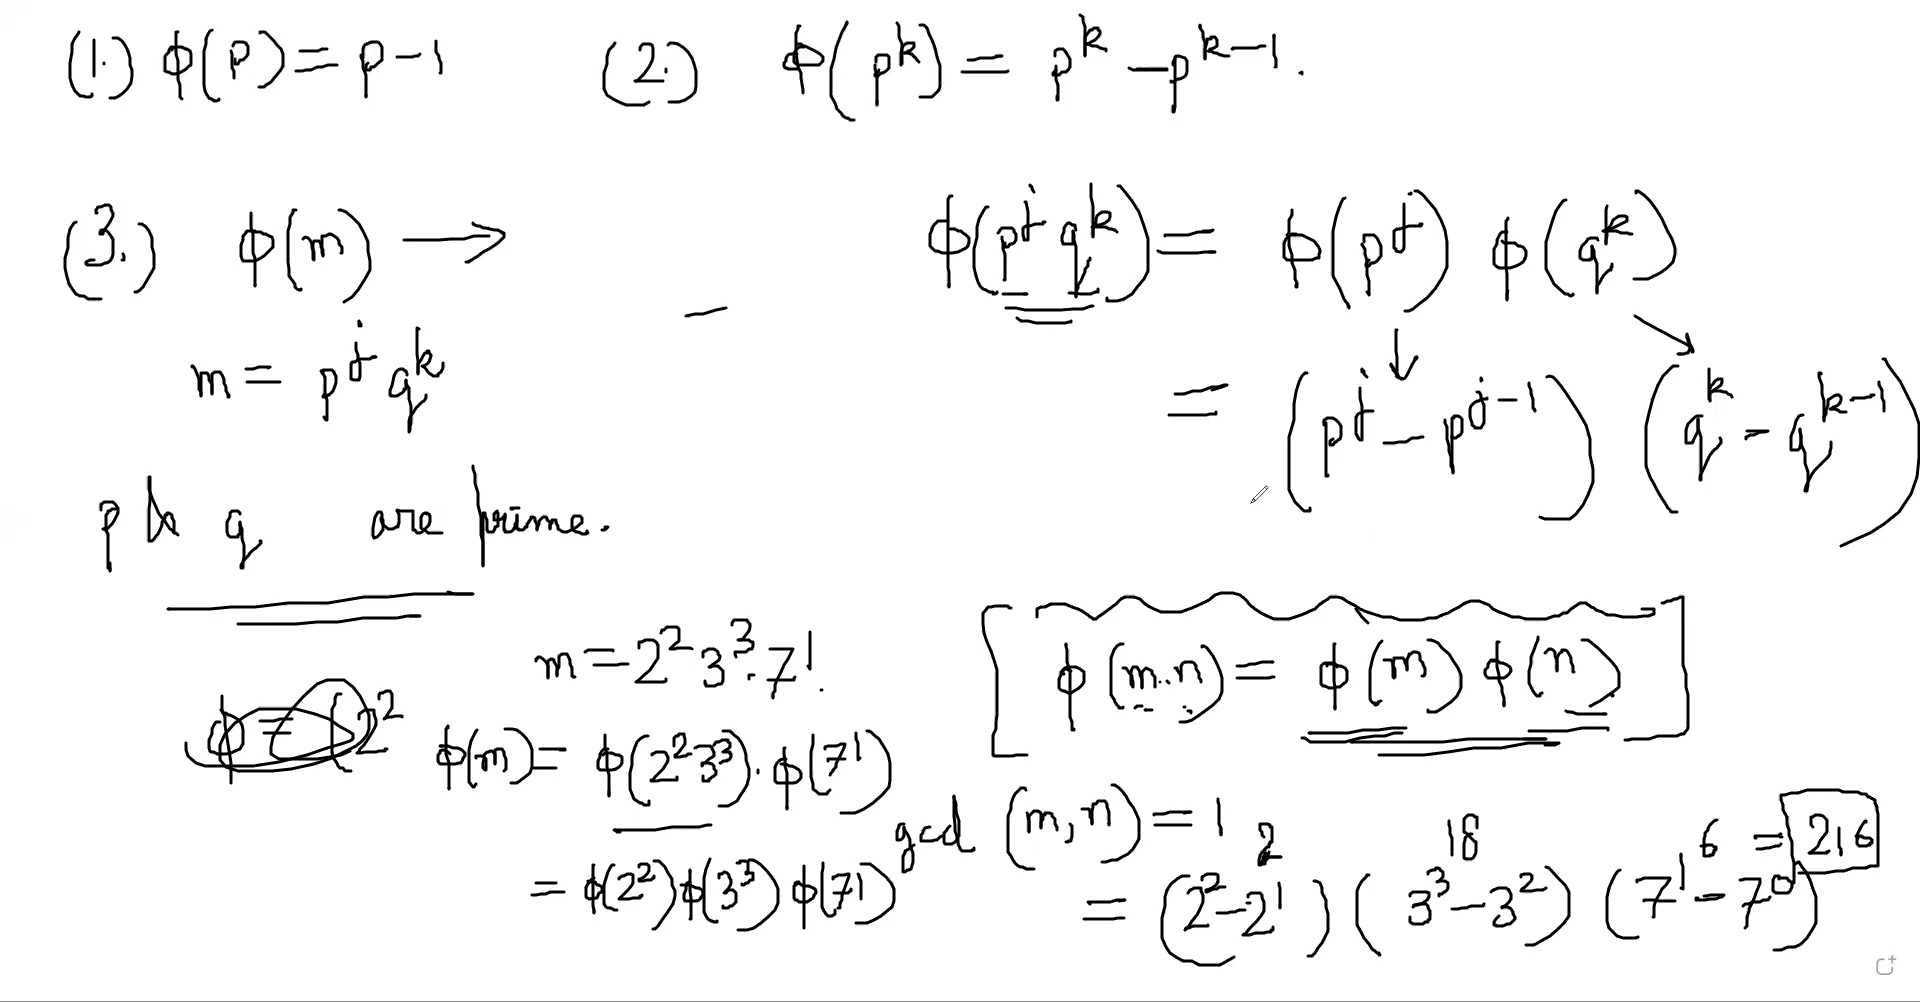 (1.) ϕ(p) = p-1
(2.) ϕ(p^k) = p^k - p^{k-1}.
(3.) ϕ(m) →
m = p^j q^k
p & q are prime.
ϕ(p^j q^k) = ϕ(p^j) ϕ(q^k)
= (p^j - p^{j-1}) (q^k - q^{k-1})
[ϕ(m.n) = ϕ(m) ϕ(n)]
gcd (m,n) = 1
m = 2^2 3^3 . 7^1.
ϕ = (2^2
ϕ(m) = ϕ(2^2 3^3) . ϕ(7^1)
= ϕ(2^2) ϕ(3^3) ϕ(7^1)
2 18 6 = 216
= (2^2 - 2^1) (3^3 - 3^2) (7^1 - 7^0)